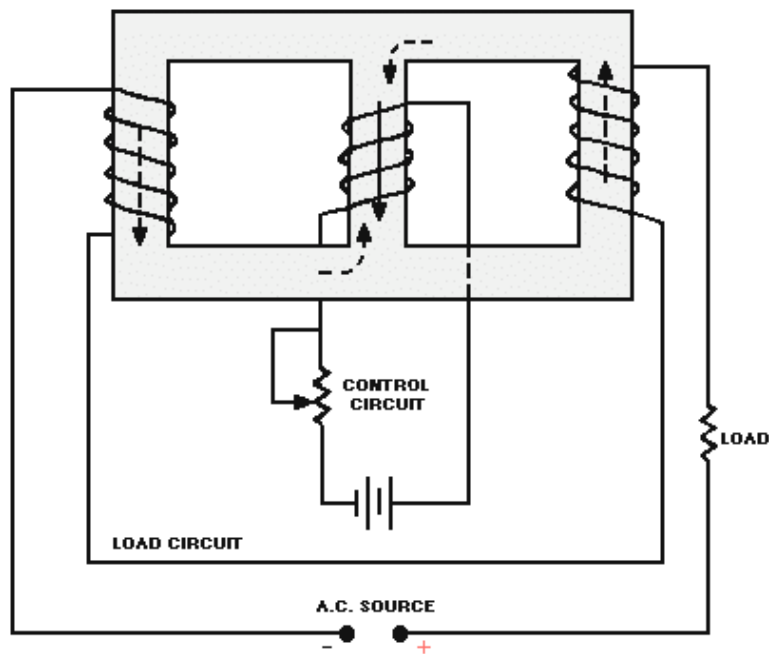 CONTROL
CIRCUIT
LOAD
LOAD CIRCUIT
A.C. SOURCE
- +